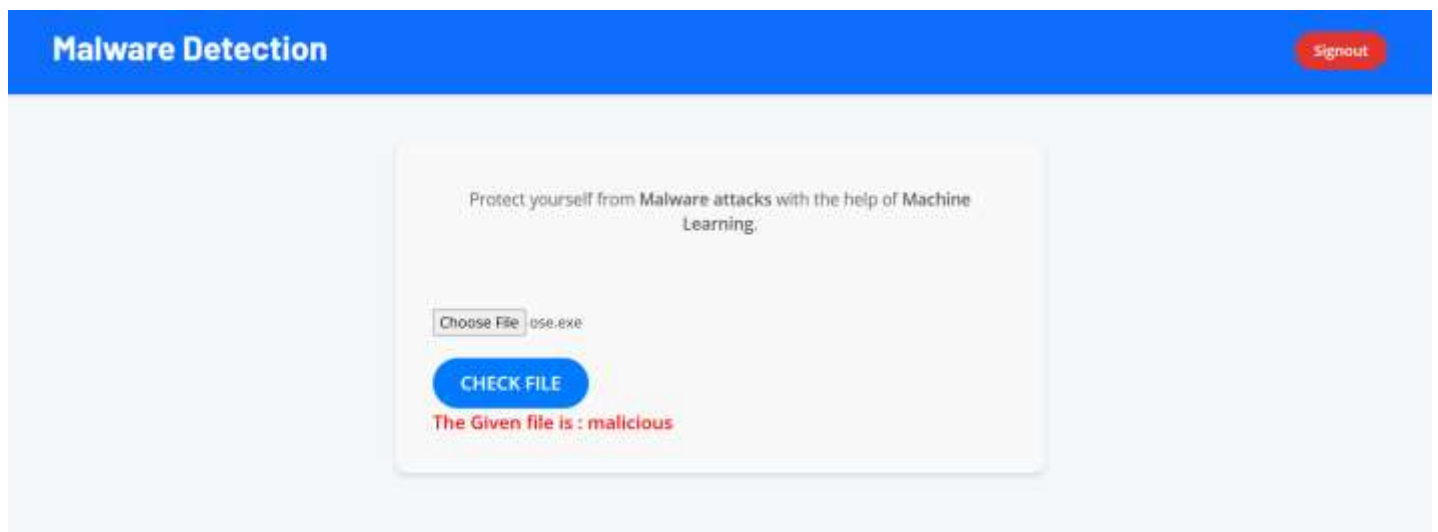 Malware Detection
Signout
Protect yourself from Malware attacks with the help of Machine
Learning.
Choose File ose.exe
CHECK FILE
The Given file is : malicious